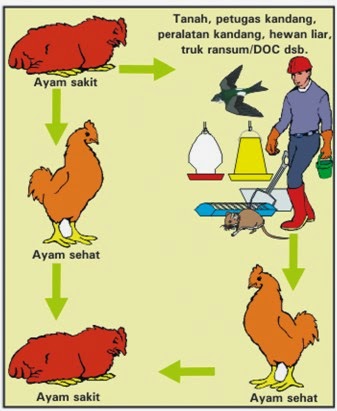 Tanah, petugas kandang,
peralatan kandang, hewan liar,
truk ransum/DOC dsb.
Ayam sakit
Ayam sehat
Ayam sakit
Ayam sehat